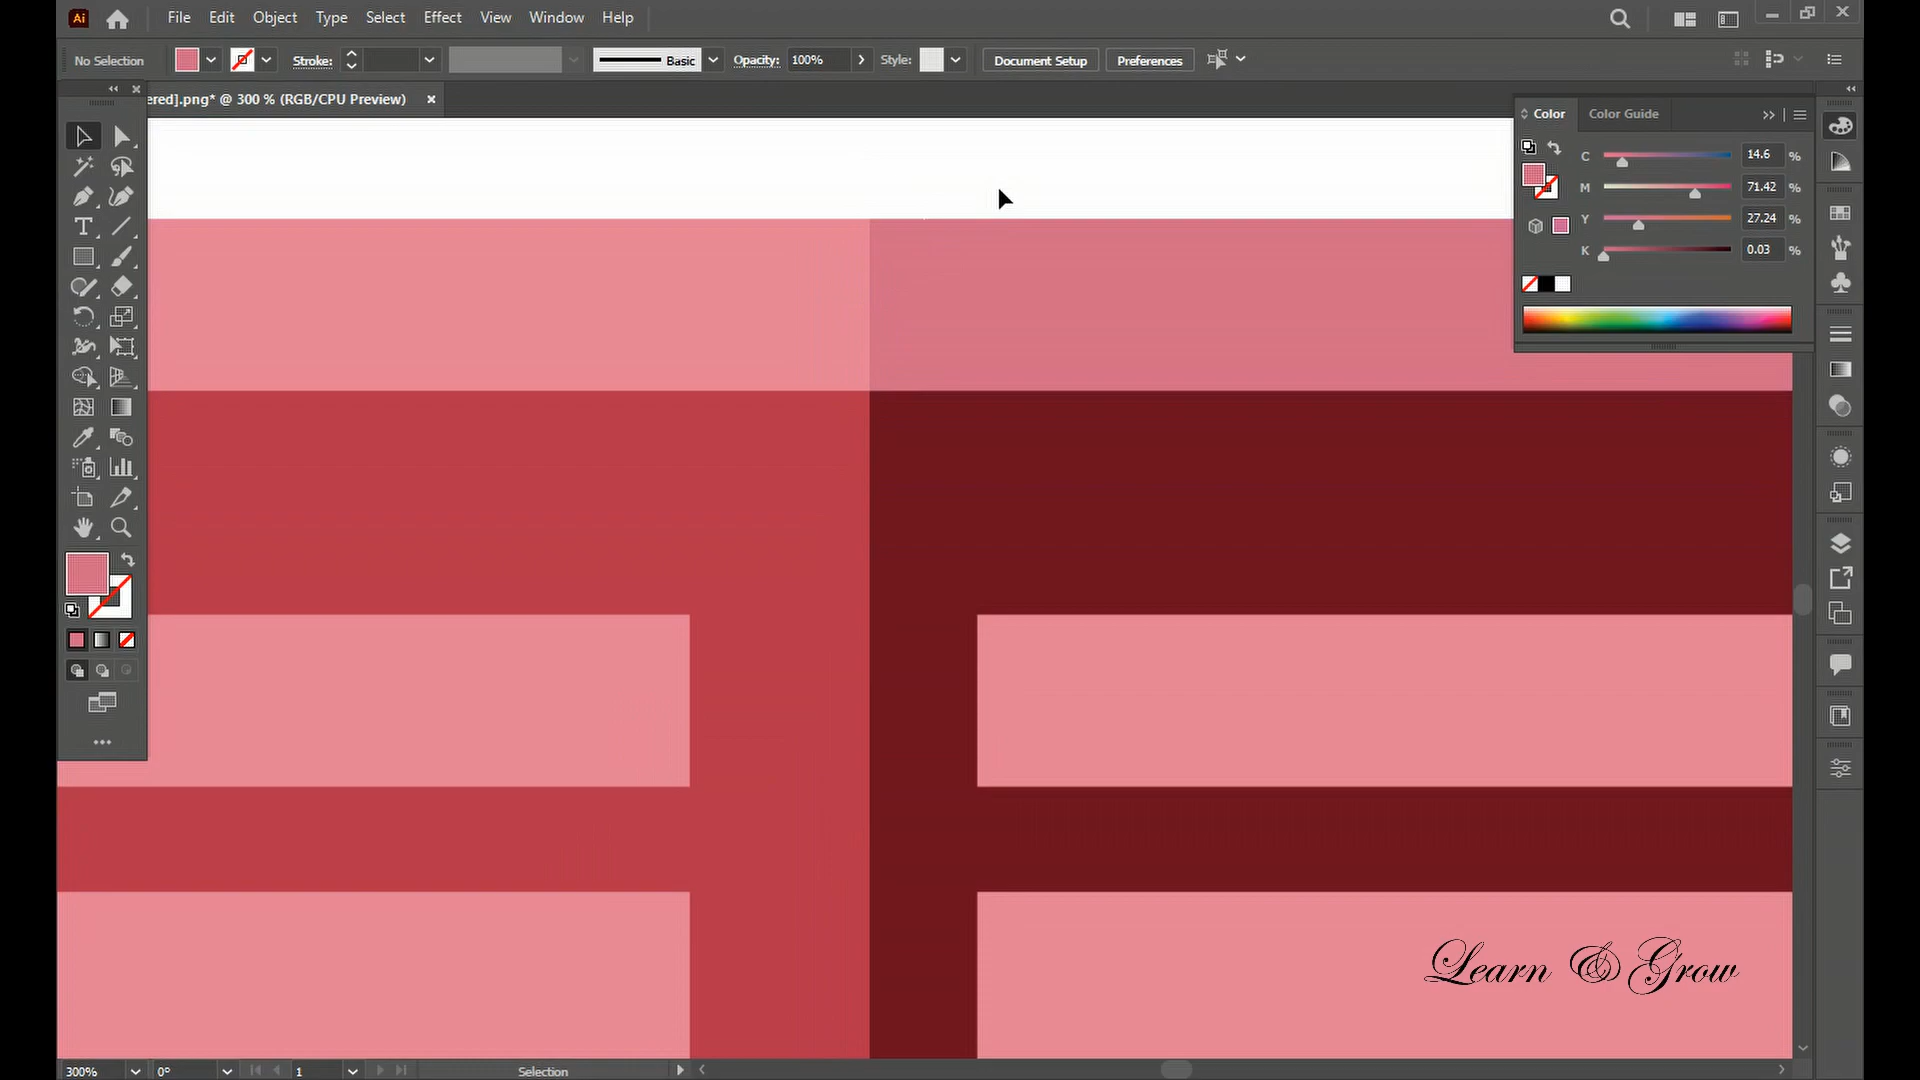 Ai File Edit Object Type Select Effect View Window Help
No Selection Stroke: Basic Opacity: 100% Style: Document Setup Preferences
ered].png* @ 300 % (RGB/CPU Preview)
Color Color Guide
C 14.6 %
M 71.42 %
Y 27.24 %
K 0.03 %
Learn & Grow
300% 0° 1 Selection